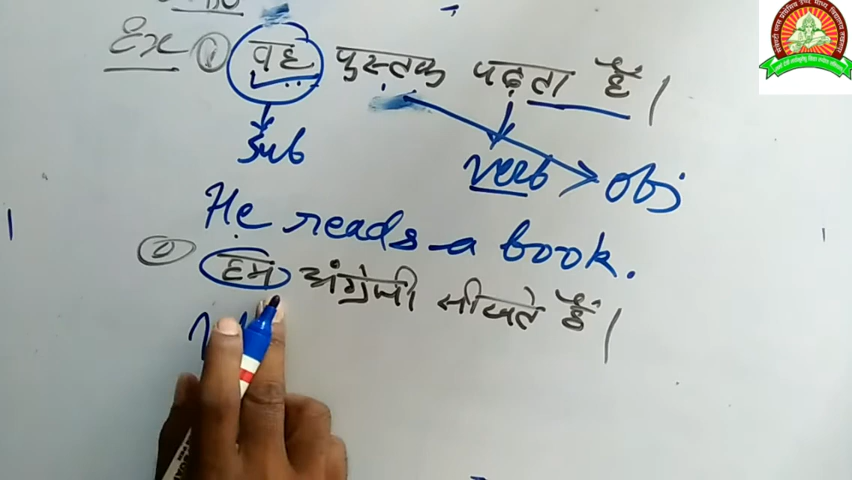 Ex ① वह पुस्तक पढ़ता है।
Sub
verb
obj
He reads a book.
② हम अंग्रेजी सीखते हैं।